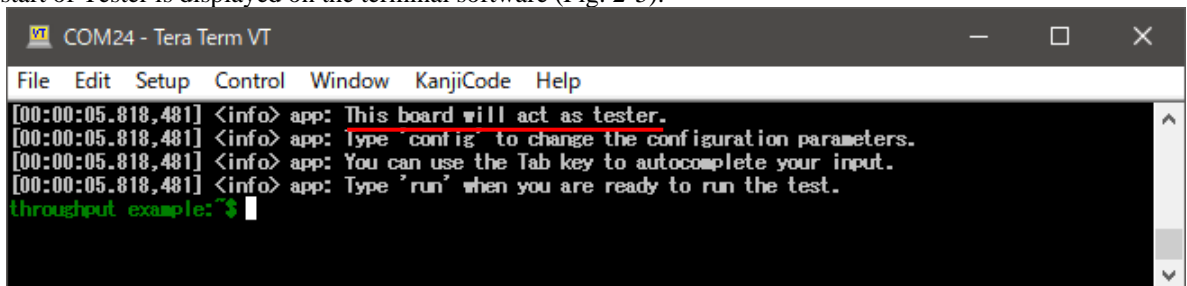 start of Tester is displayed on the terminal software (Fig. 2-5).
COM24 - Tera Term VT
File Edit Setup Control Window KanjiCode Help
[00:00:05.818,481] <info> app: This board will act as tester.
[00:00:05.818,481] <info> app: Type 'config' to change the configuration parameters.
[00:00:05.818,481] <info> app: You can use the Tab key to autocomplete your input.
[00:00:05.818,481] <info> app: Type 'run' when you are ready to run the test.
throughput example:~$